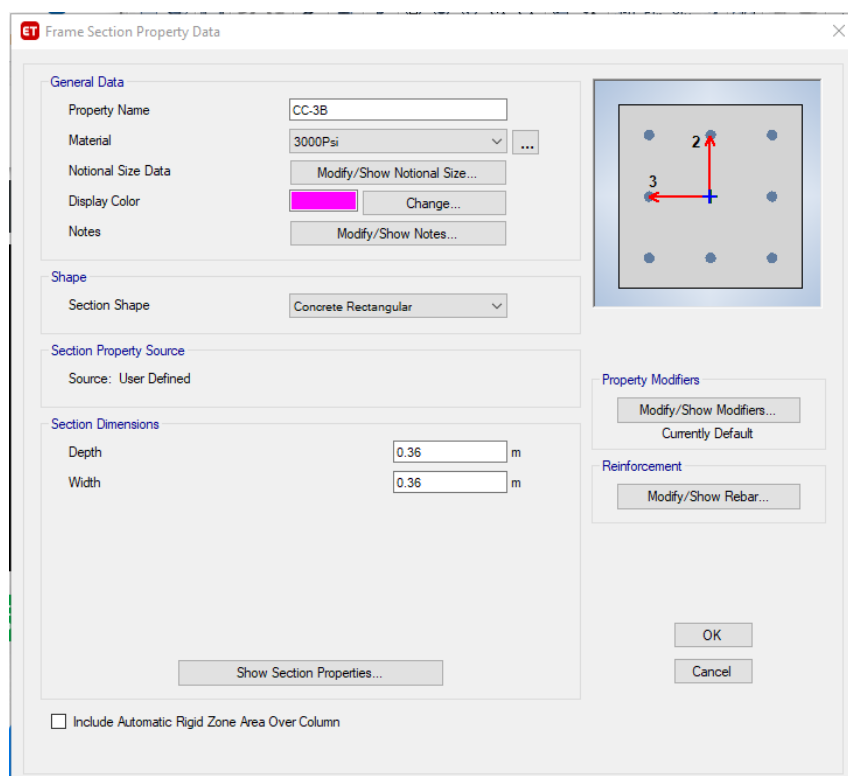 ET Frame Section Property Data
General Data
Property Name CC-3B
Material 3000Psi ...
Notional Size Data Modify/Show Notional Size...
Display Color Change...
Notes Modify/Show Notes...
Shape
Section Shape Concrete Rectangular
Section Property Source
Source: User Defined
Section Dimensions
Depth 0.36 m
Width 0.36 m
Show Section Properties...
Include Automatic Rigid Zone Area Over Column
2
3
Property Modifiers
Modify/Show Modifiers...
Currently Default
Reinforcement
Modify/Show Rebar...
OK
Cancel